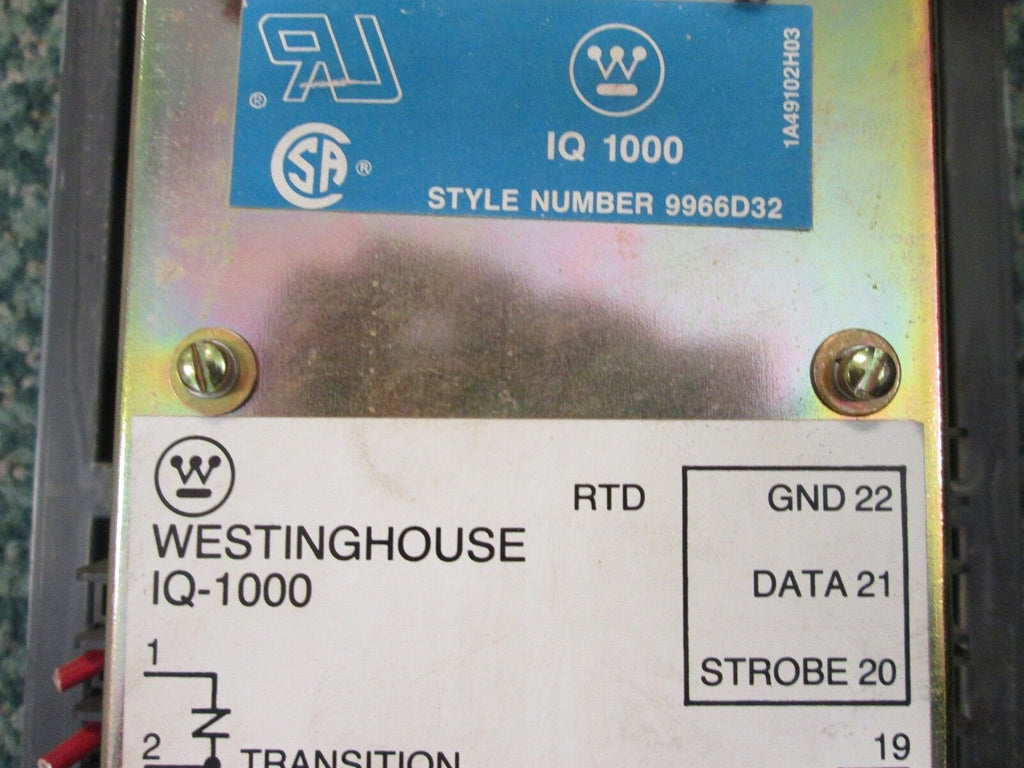 1A49102H03
IQ 1000
CSA
STYLE NUMBER 9966D32
W
WESTINGHOUSE
IQ-1000
RTD
GND 22
DATA 21
STROBE 20
1
2
TRANSITION
19